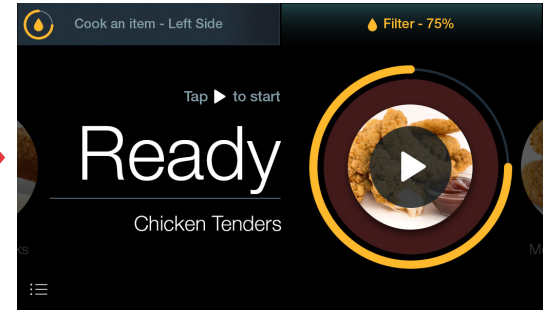 Cook an item - Left Side
Filter - 75%
Tap to start
Ready
Chicken Tenders